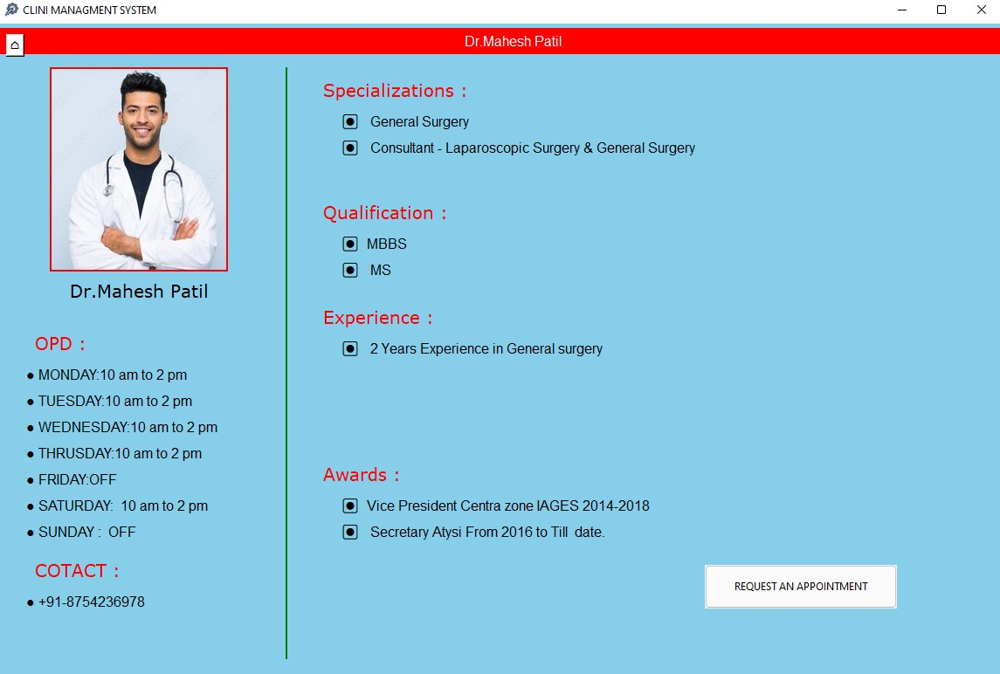 CLINI MANAGMENT SYSTEM
Dr.Mahesh Patil
Dr.Mahesh Patil
OPD :
● MONDAY:10 am to 2 pm
● TUESDAY:10 am to 2 pm
● WEDNESDAY:10 am to 2 pm
● THRUSDAY:10 am to 2 pm
● FRIDAY:OFF
● SATURDAY:  10 am to 2 pm
● SUNDAY :  OFF
COTACT :
● +91-8754236978
Specializations :
General Surgery
Consultant - Laparoscopic Surgery & General Surgery
Qualification :
MBBS
MS
Experience :
2 Years Experience in General surgery
Awards :
Vice President Centra zone IAGES 2014-2018
Secretary Atysi From 2016 to Till  date.
REQUEST AN APPOINTMENT